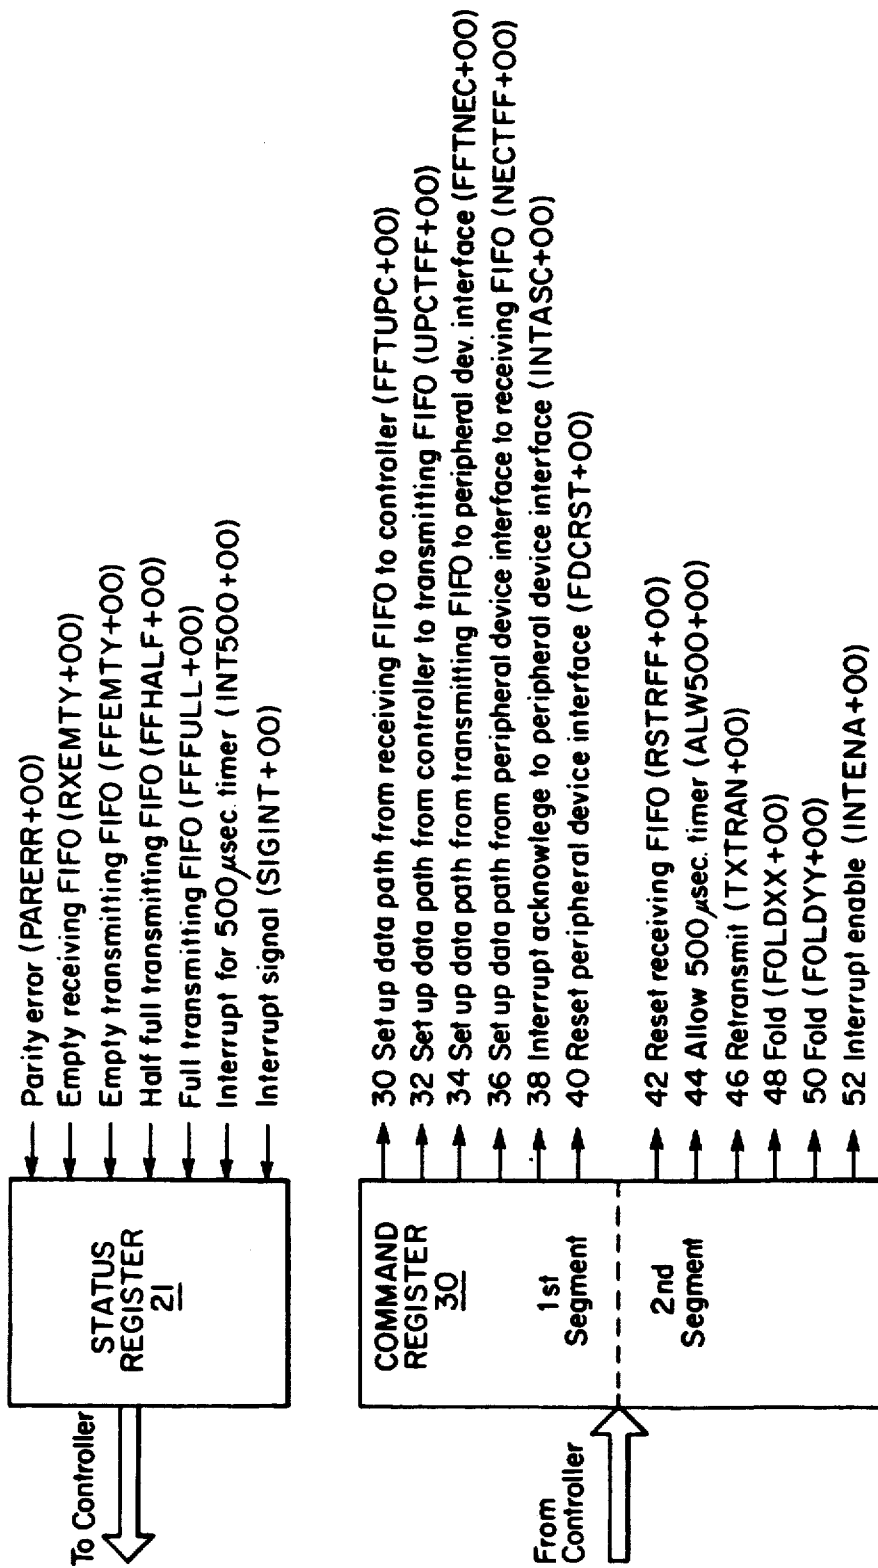 To Controller
STATUS
REGISTER
21
Parity error (PARERR+00)
Empty receiving FIFO (RXEMTY+00)
Empty transmitting FIFO (FFEMTY+00)
Half full transmitting FIFO (FFHALF+00)
Full transmitting FIFO (FFFULL+00)
Interrupt for 500 µsec. timer (INT500+00)
Interrupt signal (SIGINT+00)
From
Controller
COMMAND
REGISTER
30
1st
Segment
2nd
Segment
30 Set up data path from receiving FIFO to controller (FFTUPC+00)
32 Set up data path from controller to transmitting FIFO (UPCTFF+00)
34 Set up data path from transmitting FIFO to peripheral dev. interface (FFTNEC+00)
36 Set up data path from peripheral device interface to receiving FIFO (NECTFF+00)
38 Interrupt acknowlege to peripheral device interface (INTASC+00)
40 Reset peripheral device interface (FDCRST+00)
42 Reset receiving FIFO (RSTRFF+00)
44 Allow 500 µsec. timer (ALW500+00)
46 Retransmit (TXTRAN+00)
48 Fold (FOLDXX+00)
50 Fold (FOLDYY+00)
52 Interrupt enable (INTENA+00)